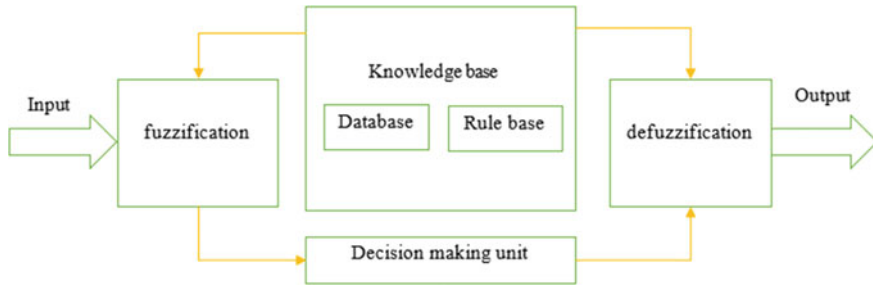 Input
fuzzification
Knowledge base
Database
Rule base
defuzzification
Output
Decision making unit